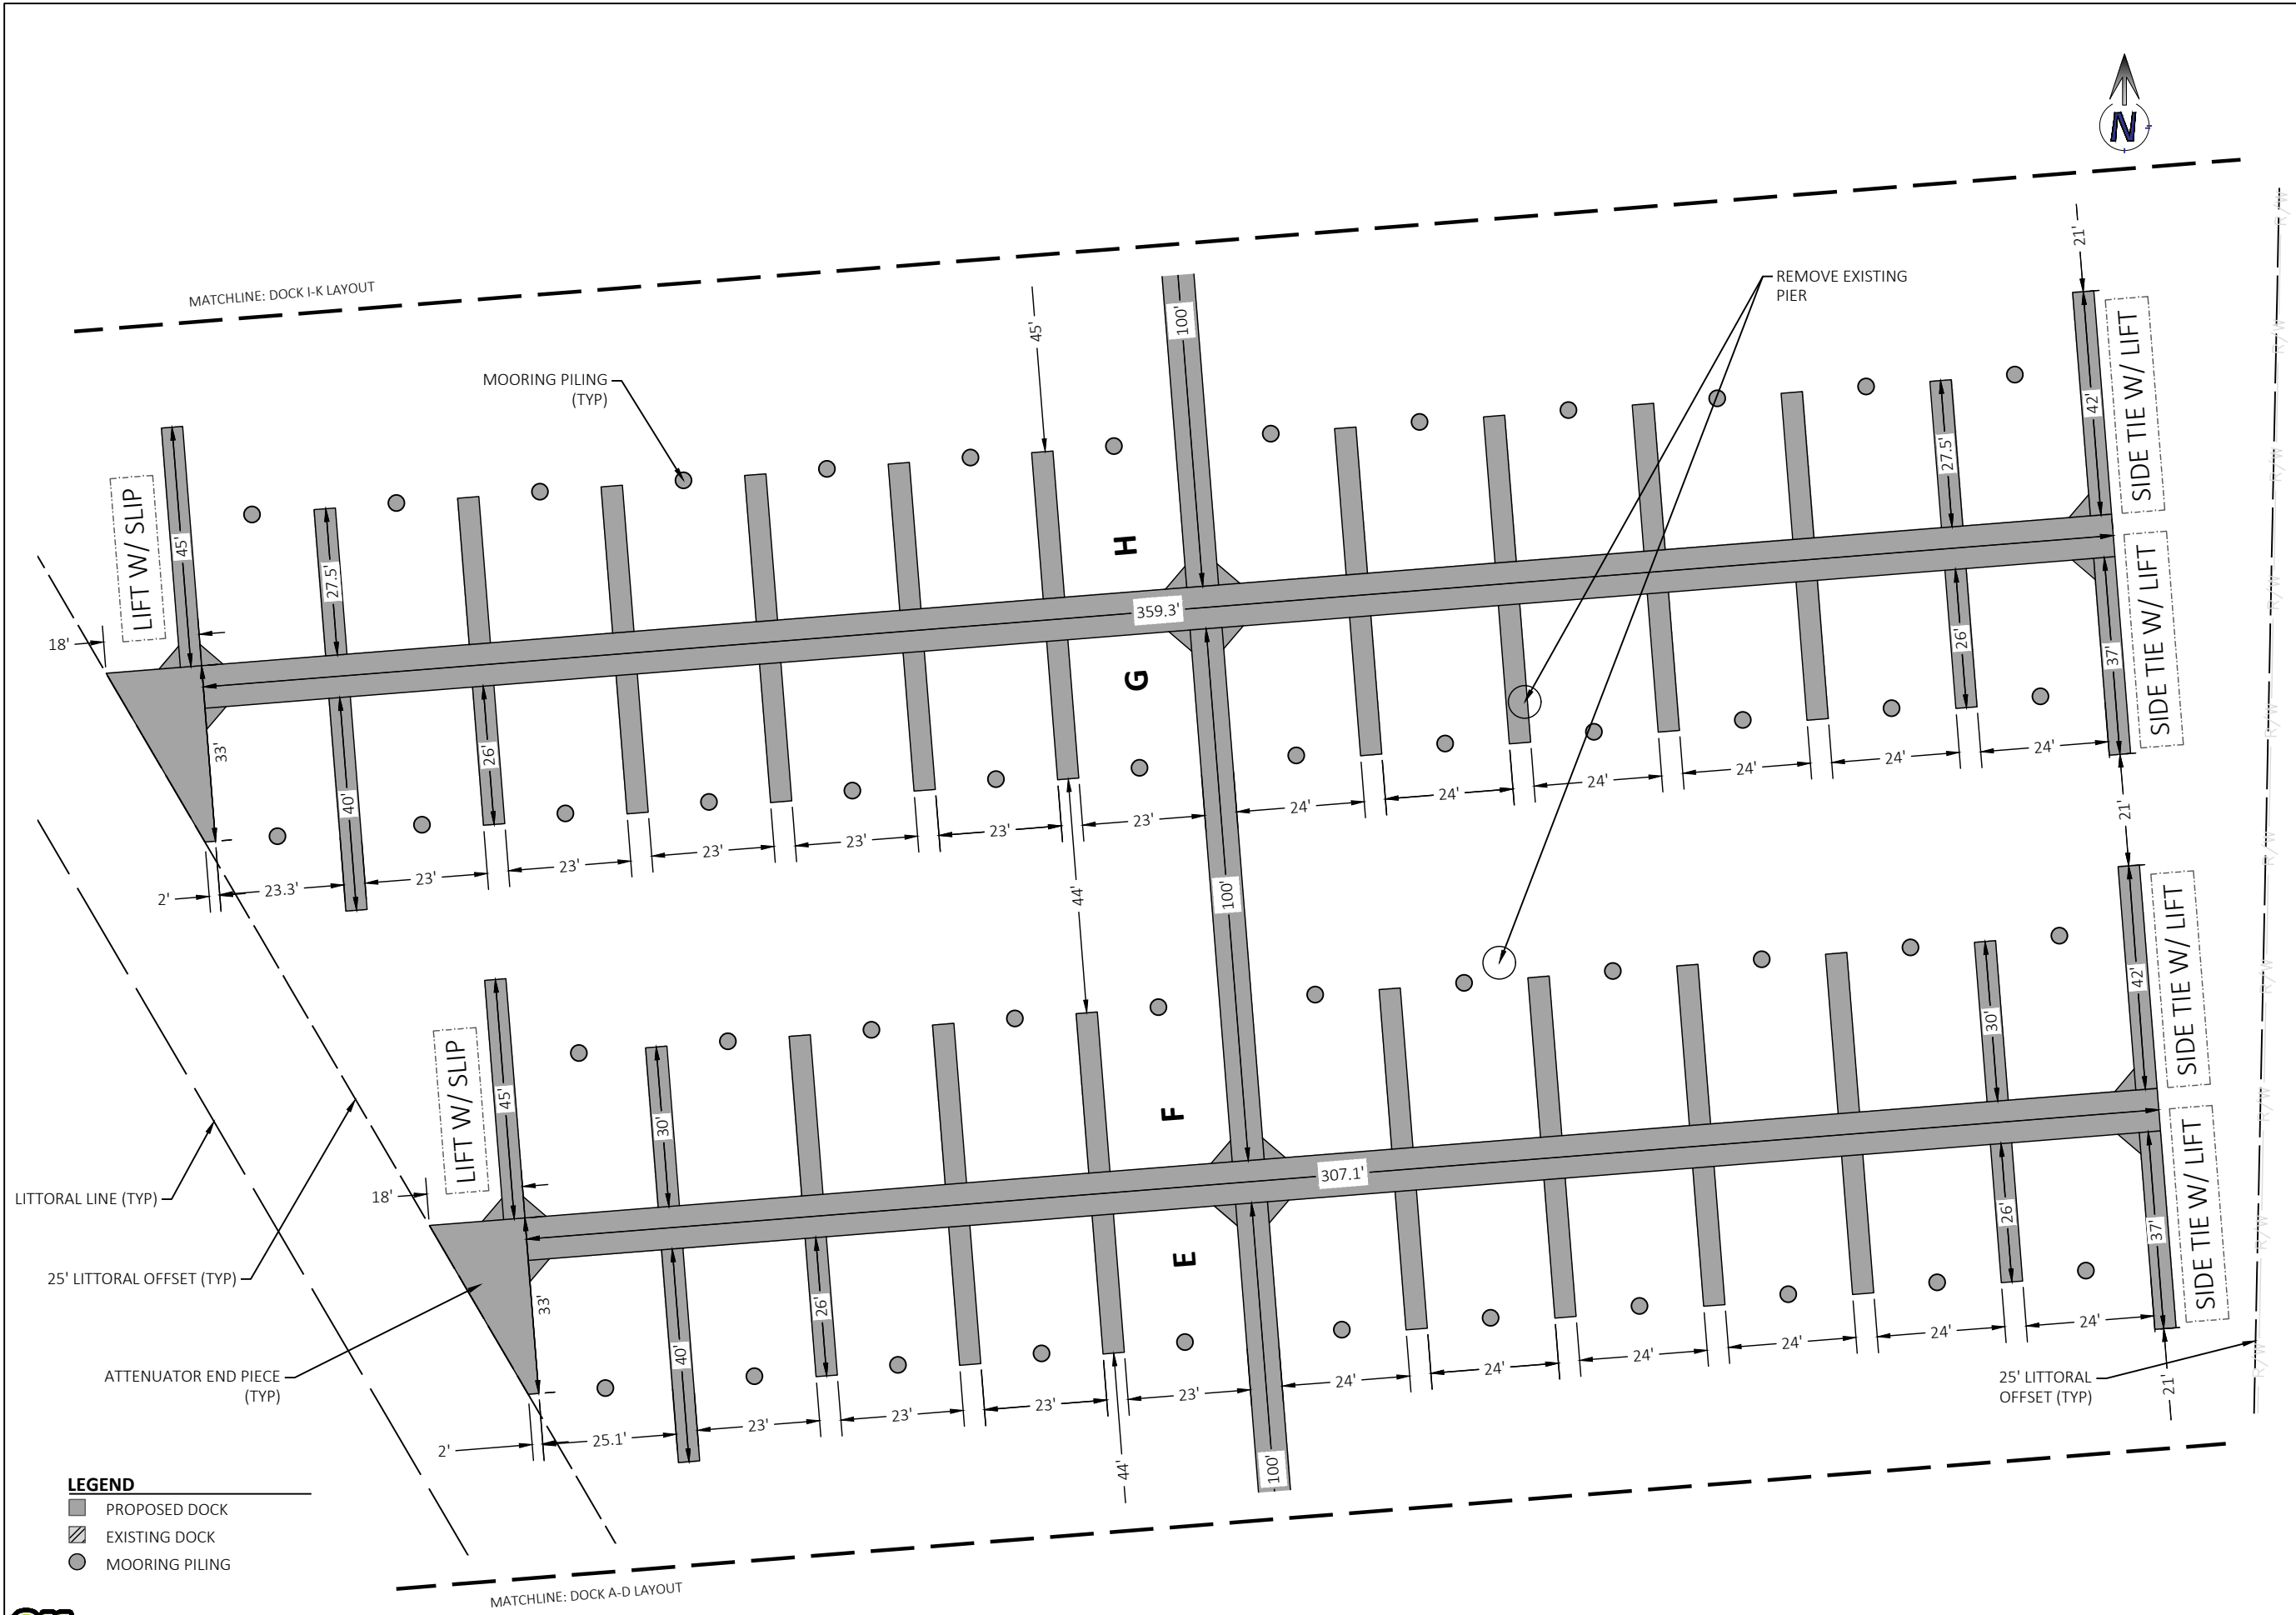 N
MATCHLINE: DOCK I-K LAYOUT
21'
REMOVE EXISTING
PIER
45'
100'
MOORING PILING
(TYP)
42'
SIDE TIE W/ LIFT
27.5'
LIFT W/ SLIP
45'
27.5'
H
359.3'
18'
G
26'
37'
SIDE TIE W/ LIFT
33'
26'
40'
2'
23.3'
23'
23'
23'
23'
23'
23'
24'
24'
24'
24'
24'
24'
21'
44'
100'
42'
SIDE TIE W/ LIFT
30'
LIFT W/ SLIP
45'
30'
F
307.1'
LITTORAL LINE (TYP)
18'
E
26'
37'
SIDE TIE W/ LIFT
25' LITTORAL OFFSET (TYP)
33'
26'
40'
ATTENUATOR END PIECE
(TYP)
2'
25.1'
23'
23'
23'
23'
24'
24'
24'
24'
24'
24'
25' LITTORAL
OFFSET (TYP)
21'
44'
100'
LEGEND
PROPOSED DOCK
EXISTING DOCK
MOORING PILING
MATCHLINE: DOCK A-D LAYOUT
R/W
R/W
R/W
R/W
R/W
R/W
R/W
R/W
R/W